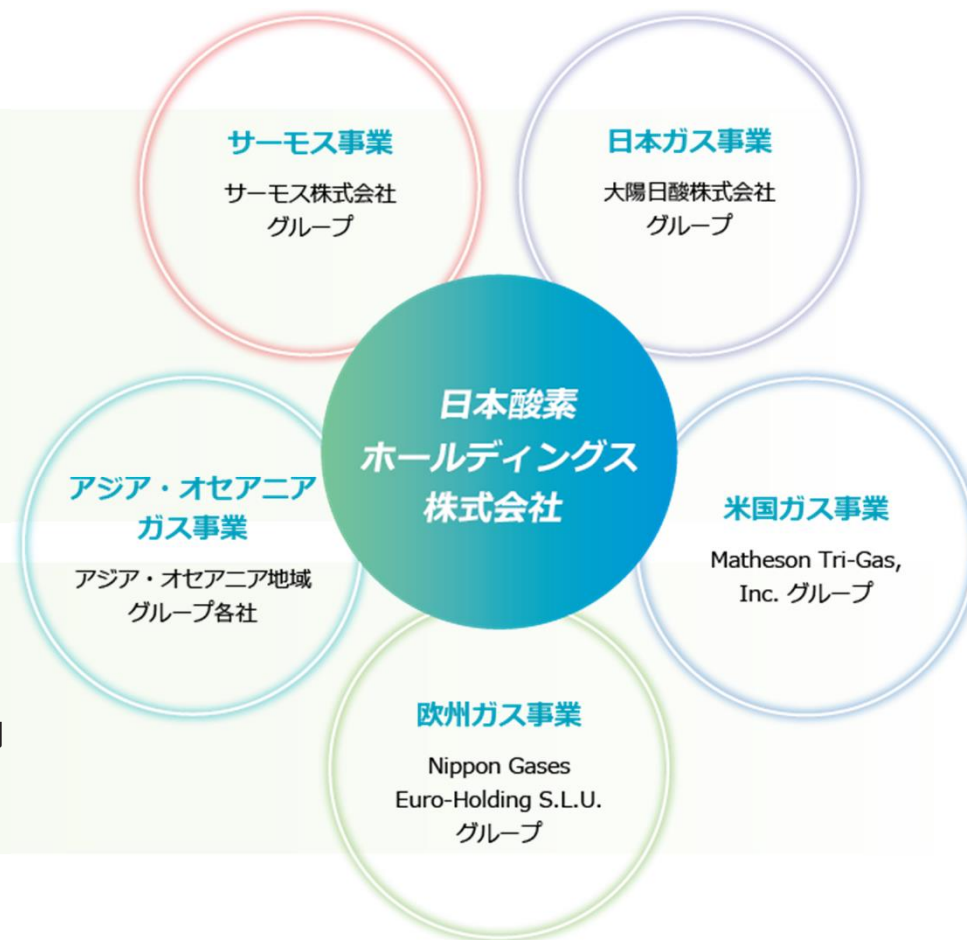 サーモス事業
サーモス株式会社
グループ
日本ガス事業
大陽日酸株式会社
グループ
日本酸素
ホールディングス
株式会社
アジア・オセアニア
ガス事業
アジア・オセアニア地域
グループ各社
米国ガス事業
Matheson Tri-Gas,
Inc. グループ
欧州ガス事業
Nippon Gases
Euro-Holding S.L.U.
グループ